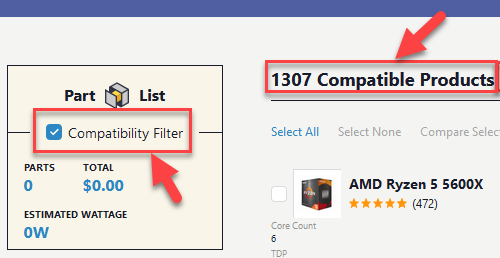 Part List
Compatibility Filter
PARTS TOTAL
0 $0.00
ESTIMATED WATTAGE
0W
1307 Compatible Products
Select All Select None Compare Selec
AMD Ryzen 5 5600X
(472)
Core Count
6
TDP